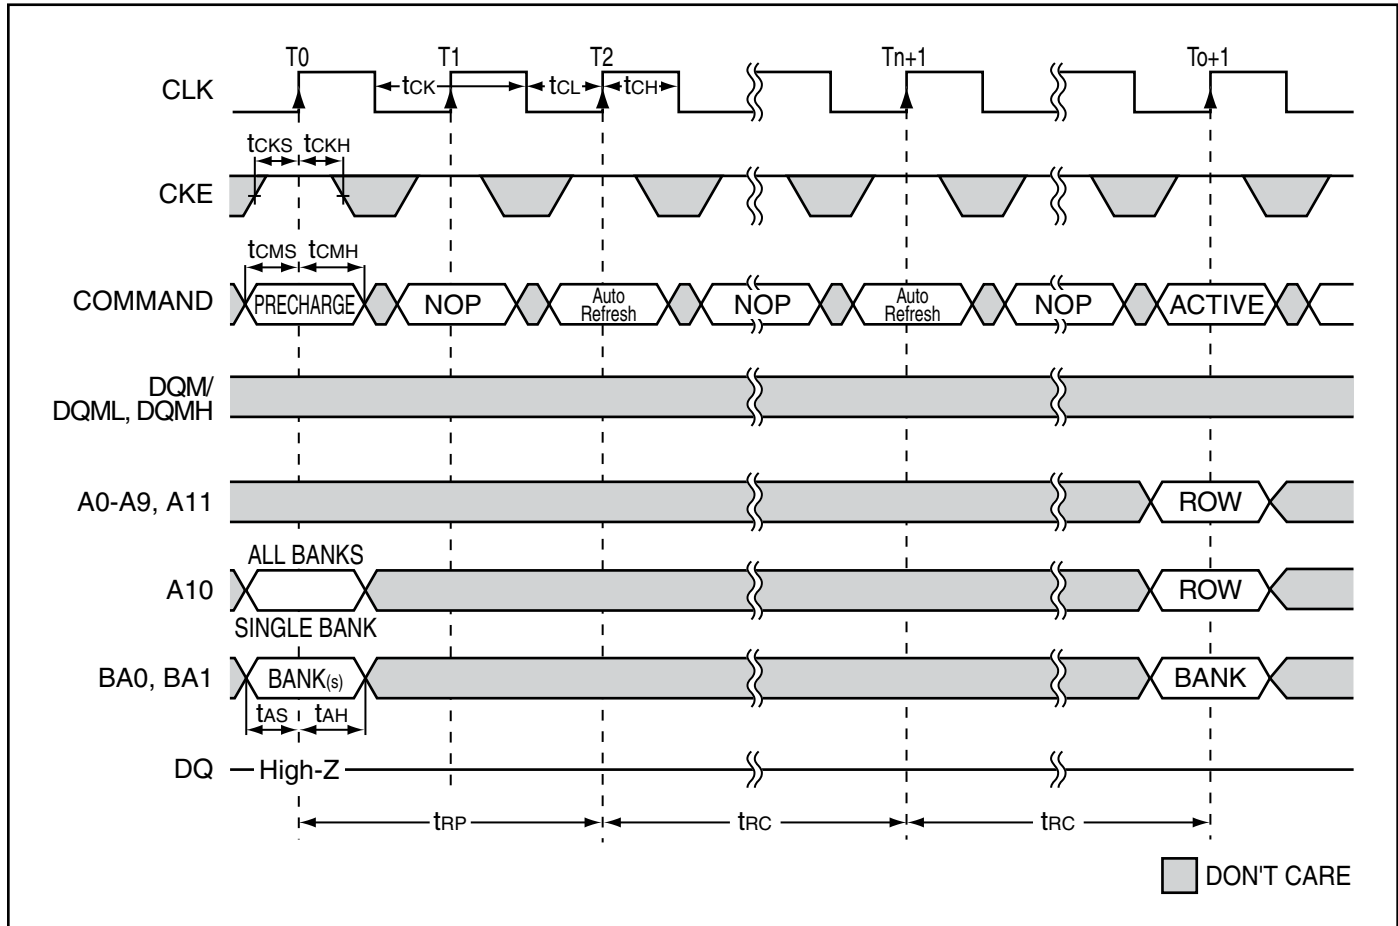 T0 T1 T2 Tn+1 To+1
CLK tCK tCL tCH
tCKS tCKH
CKE
tCMS tCMH
COMMAND PRECHARGE NOP Auto Refresh NOP Auto Refresh NOP ACTIVE
DQM/
DQML, DQMH
A0-A9, A11 ROW
ALL BANKS
A10 ROW
SINGLE BANK
BA0, BA1 BANK(s) BANK
tAS tAH
DQ High-Z
tRP tRC tRC
DON'T CARE